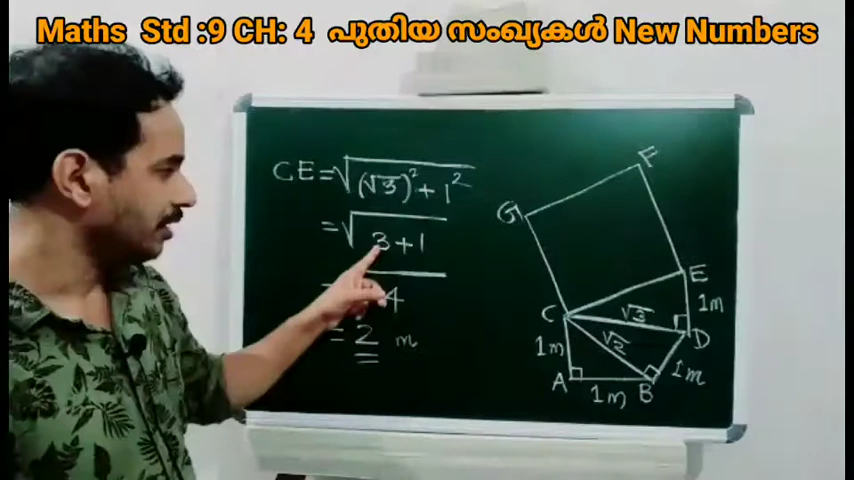 Maths Std :9 CH: 4 പുതിയ സംഖ്യകൾ New Numbers
CE=√(√3)²+1²
=√3+1
= 4
= 2 m
F
G
E
C
√3
1m
D
√2
1m
1m
A
1m
B